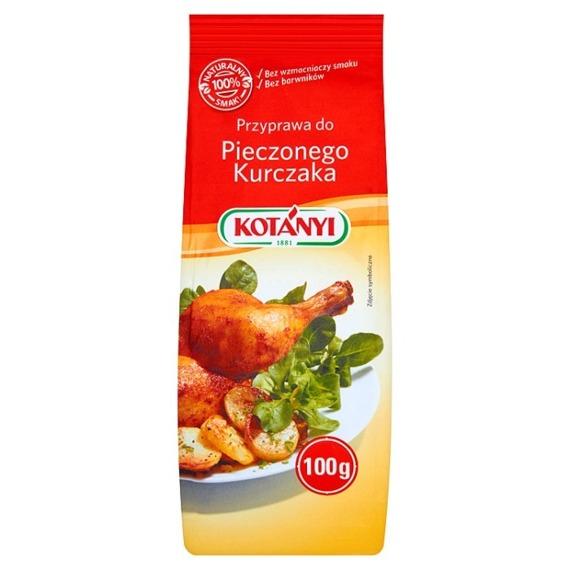 NATURALNY
100%
SMAK!
✓ Bez wzmacniaczy smaku
✓ Bez barwników
Przyprawa do
Pieczonego
Kurczaka
KOTÁNYI
1881
Zdjęcie symboliczne
100g